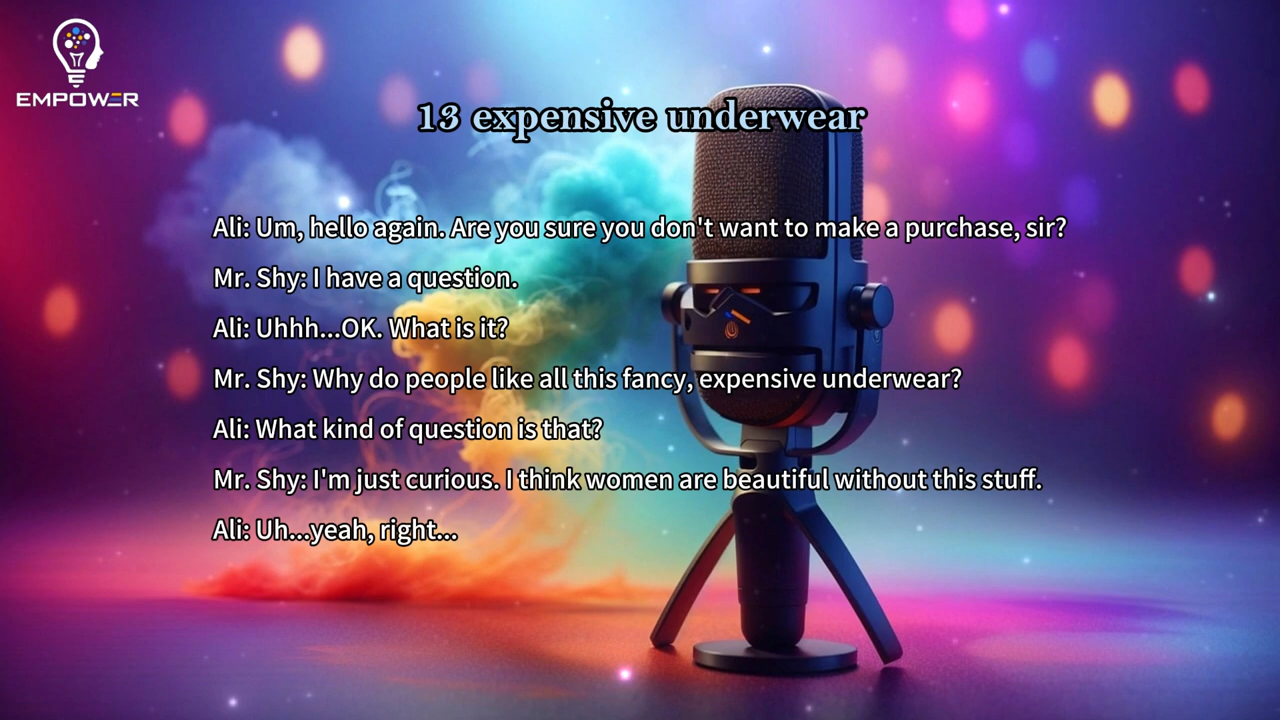 EMPOWER
13 expensive underwear
Ali: Um, hello again. Are you sure you don't want to make a purchase, sir?
Mr. Shy: I have a question.
Ali: Uhhh...OK. What is it?
Mr. Shy: Why do people like all this fancy, expensive underwear?
Ali: What kind of question is that?
Mr. Shy: I'm just curious. I think women are beautiful without this stuff.
Ali: Uh...yeah, right...